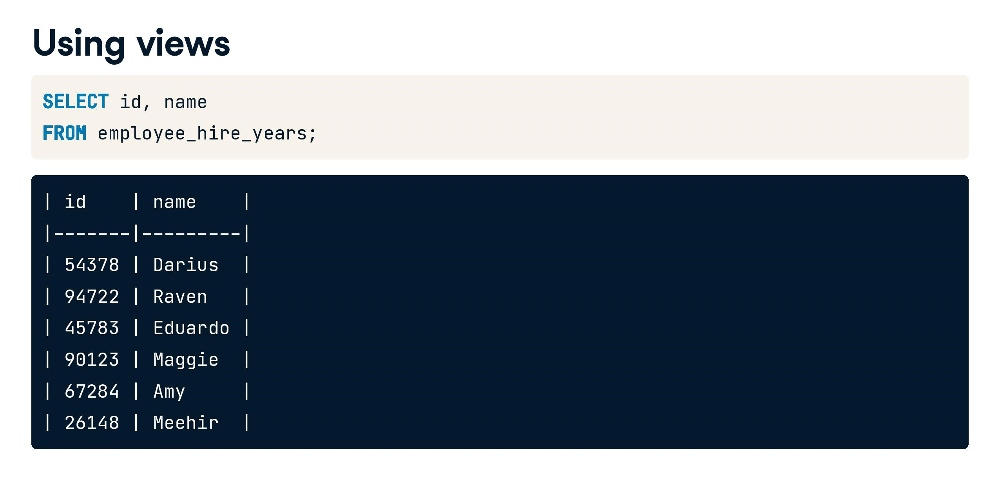 Using views
SELECT id, name
FROM employee_hire_years;
| id    | name    |
|-------|---------|
| 54378 | Darius  |
| 94722 | Raven   |
| 45783 | Eduardo |
| 90123 | Maggie  |
| 67284 | Amy     |
| 26148 | Meehir  |